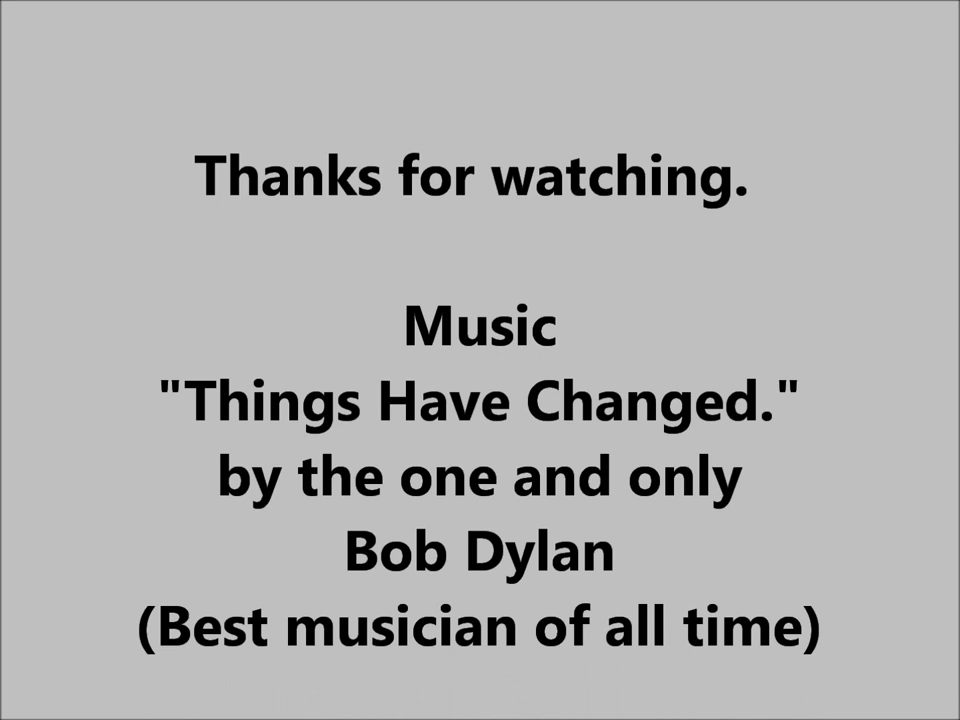 Thanks for watching.
Music
"Things Have Changed."
by the one and only
Bob Dylan
(Best musician of all time)